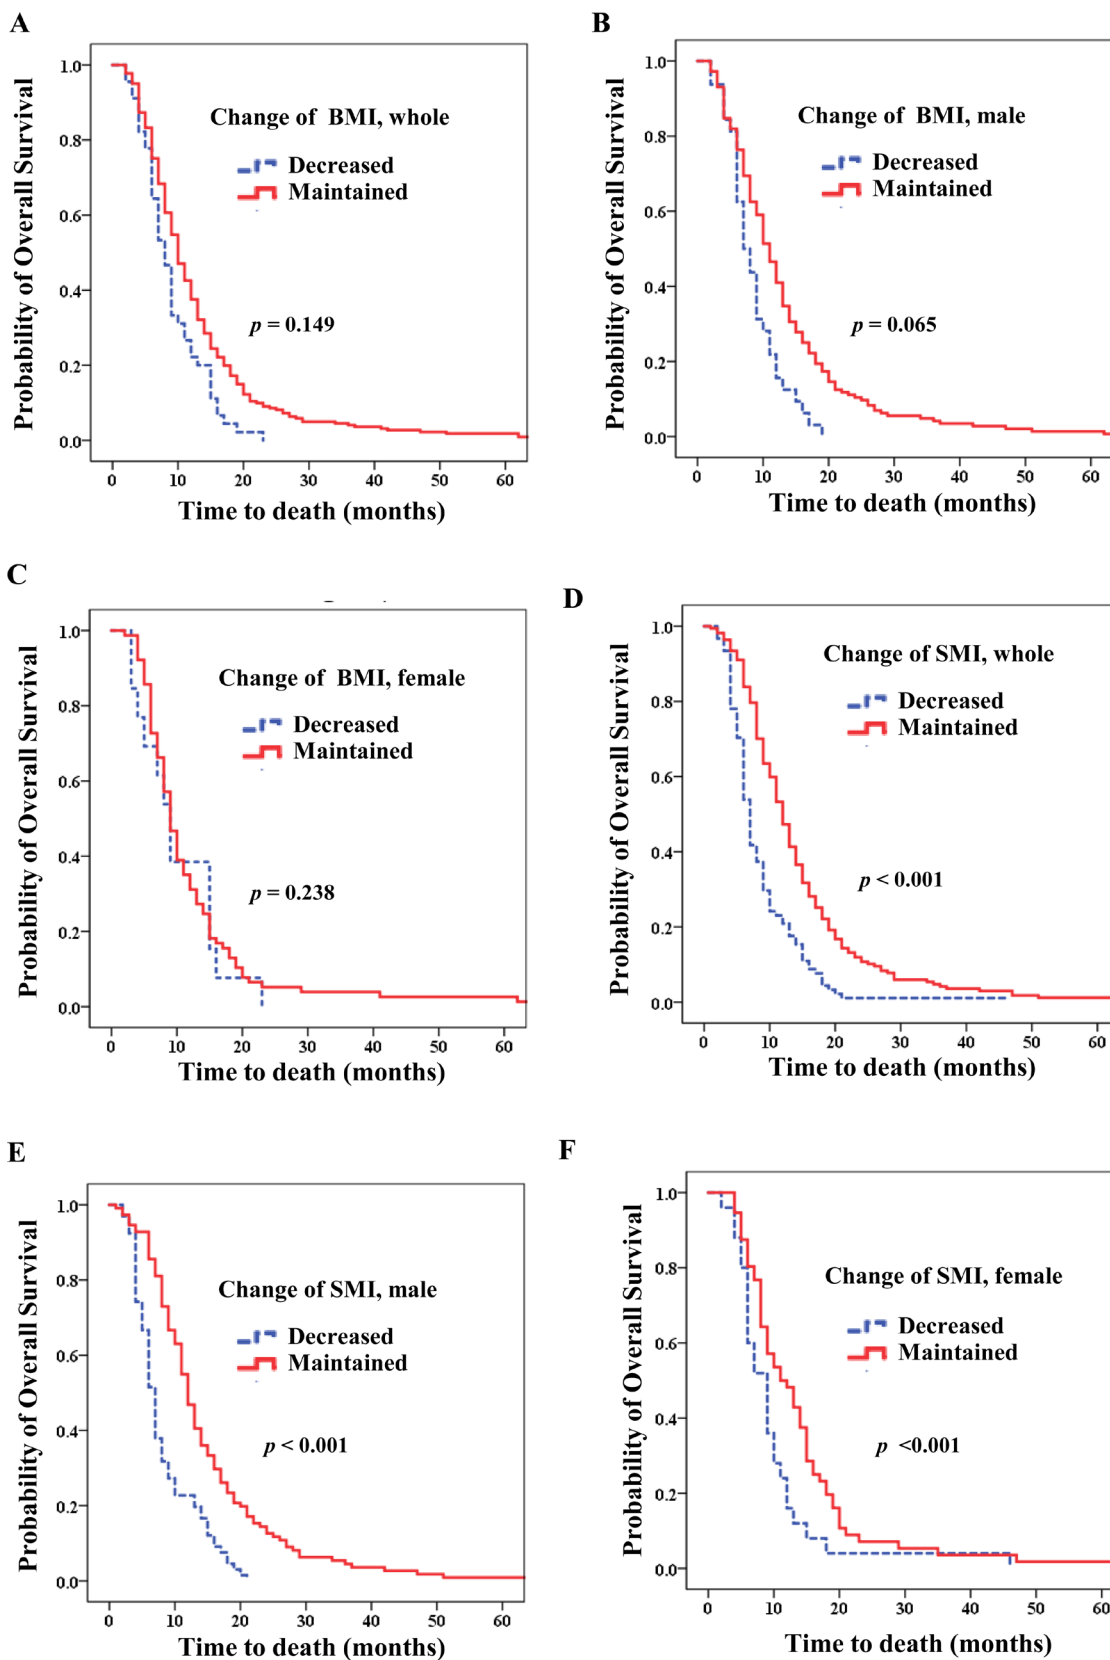 A
Probability of Overall Survival
1.0
0.8
0.6
0.4
0.2
0.0
Change of BMI, whole
Decreased
Maintained
p = 0.149
0 10 20 30 40 50 60
Time to death (months)
B
Probability of Overall Survival
1.0
0.8
0.6
0.4
0.2
0.0
Change of BMI, male
Decreased
Maintained
p = 0.065
0 10 20 30 40 50 60
Time to death (months)
C
Probability of Overall Survival
1.0
0.8
0.6
0.4
0.2
0.0
Change of BMI, female
Decreased
Maintained
p = 0.238
0 10 20 30 40 50 60
Time to death (months)
D
Probability of Overall Survival
1.0
0.8
0.6
0.4
0.2
0.0
Change of SMI, whole
Decreased
Maintained
p < 0.001
0 10 20 30 40 50 60
Time to death (months)
E
Probability of Overall Survival
1.0
0.8
0.6
0.4
0.2
0.0
Change of SMI, male
Decreased
Maintained
p < 0.001
0 10 20 30 40 50 60
Time to death (months)
F
Probability of Overall Survival
1.0
0.8
0.6
0.4
0.2
0.0
Change of SMI, female
Decreased
Maintained
p <0.001
0 10 20 30 40 50 60
Time to death (months)